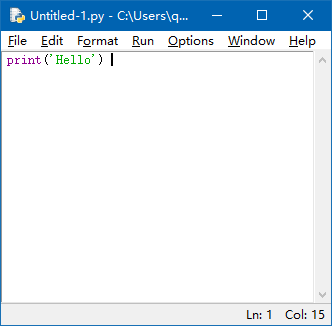 Untitled-1.py - C:\Users\q...
File Edit Format Run Options Window Help
print('Hello')
Ln: 1 Col: 15